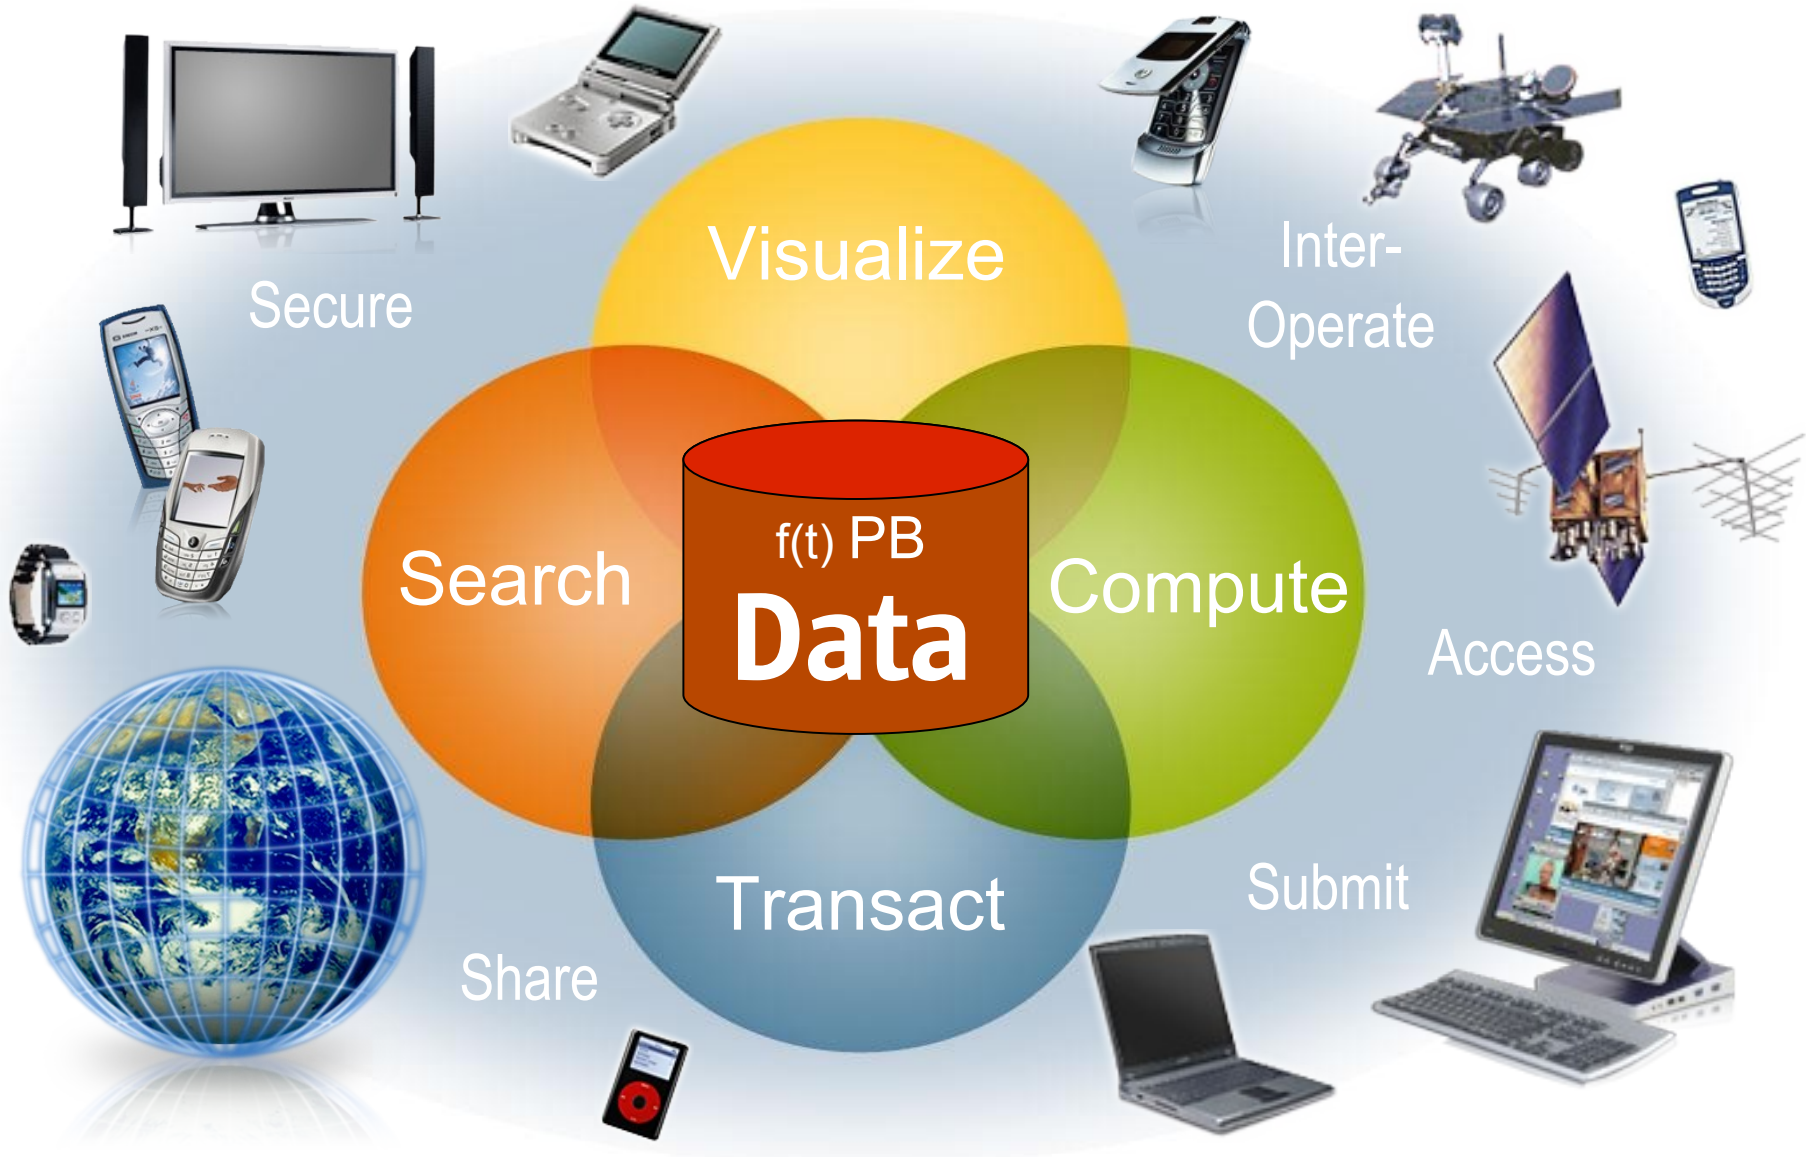 Visualize
Inter-
Operate
Secure
f(t) PB
Data
Search
Compute
Access
Transact
Submit
Share